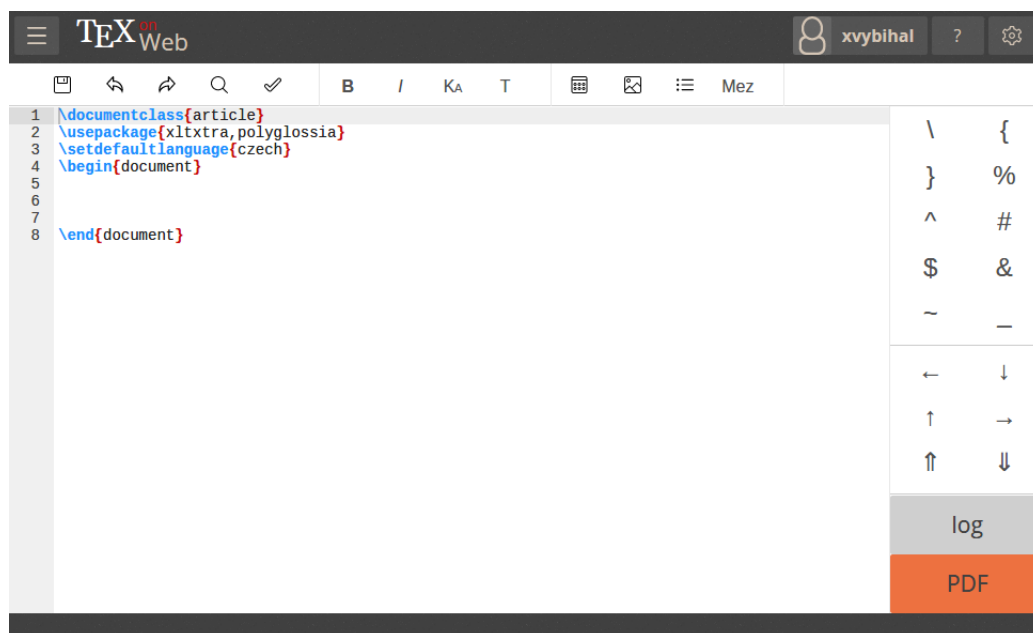 TEX on Web
xvybihal ?
B I KA T Mez
1 \documentclass{article}
2 \usepackage{xltxtra,polyglossia}
3 \setdefaultlanguage{czech}
4 \begin{document}
5
6
7
8 \end{document}
\ {
} %
^ #
$ &
~ _
← ↓
↑ →
⇑ ⇓
log
PDF